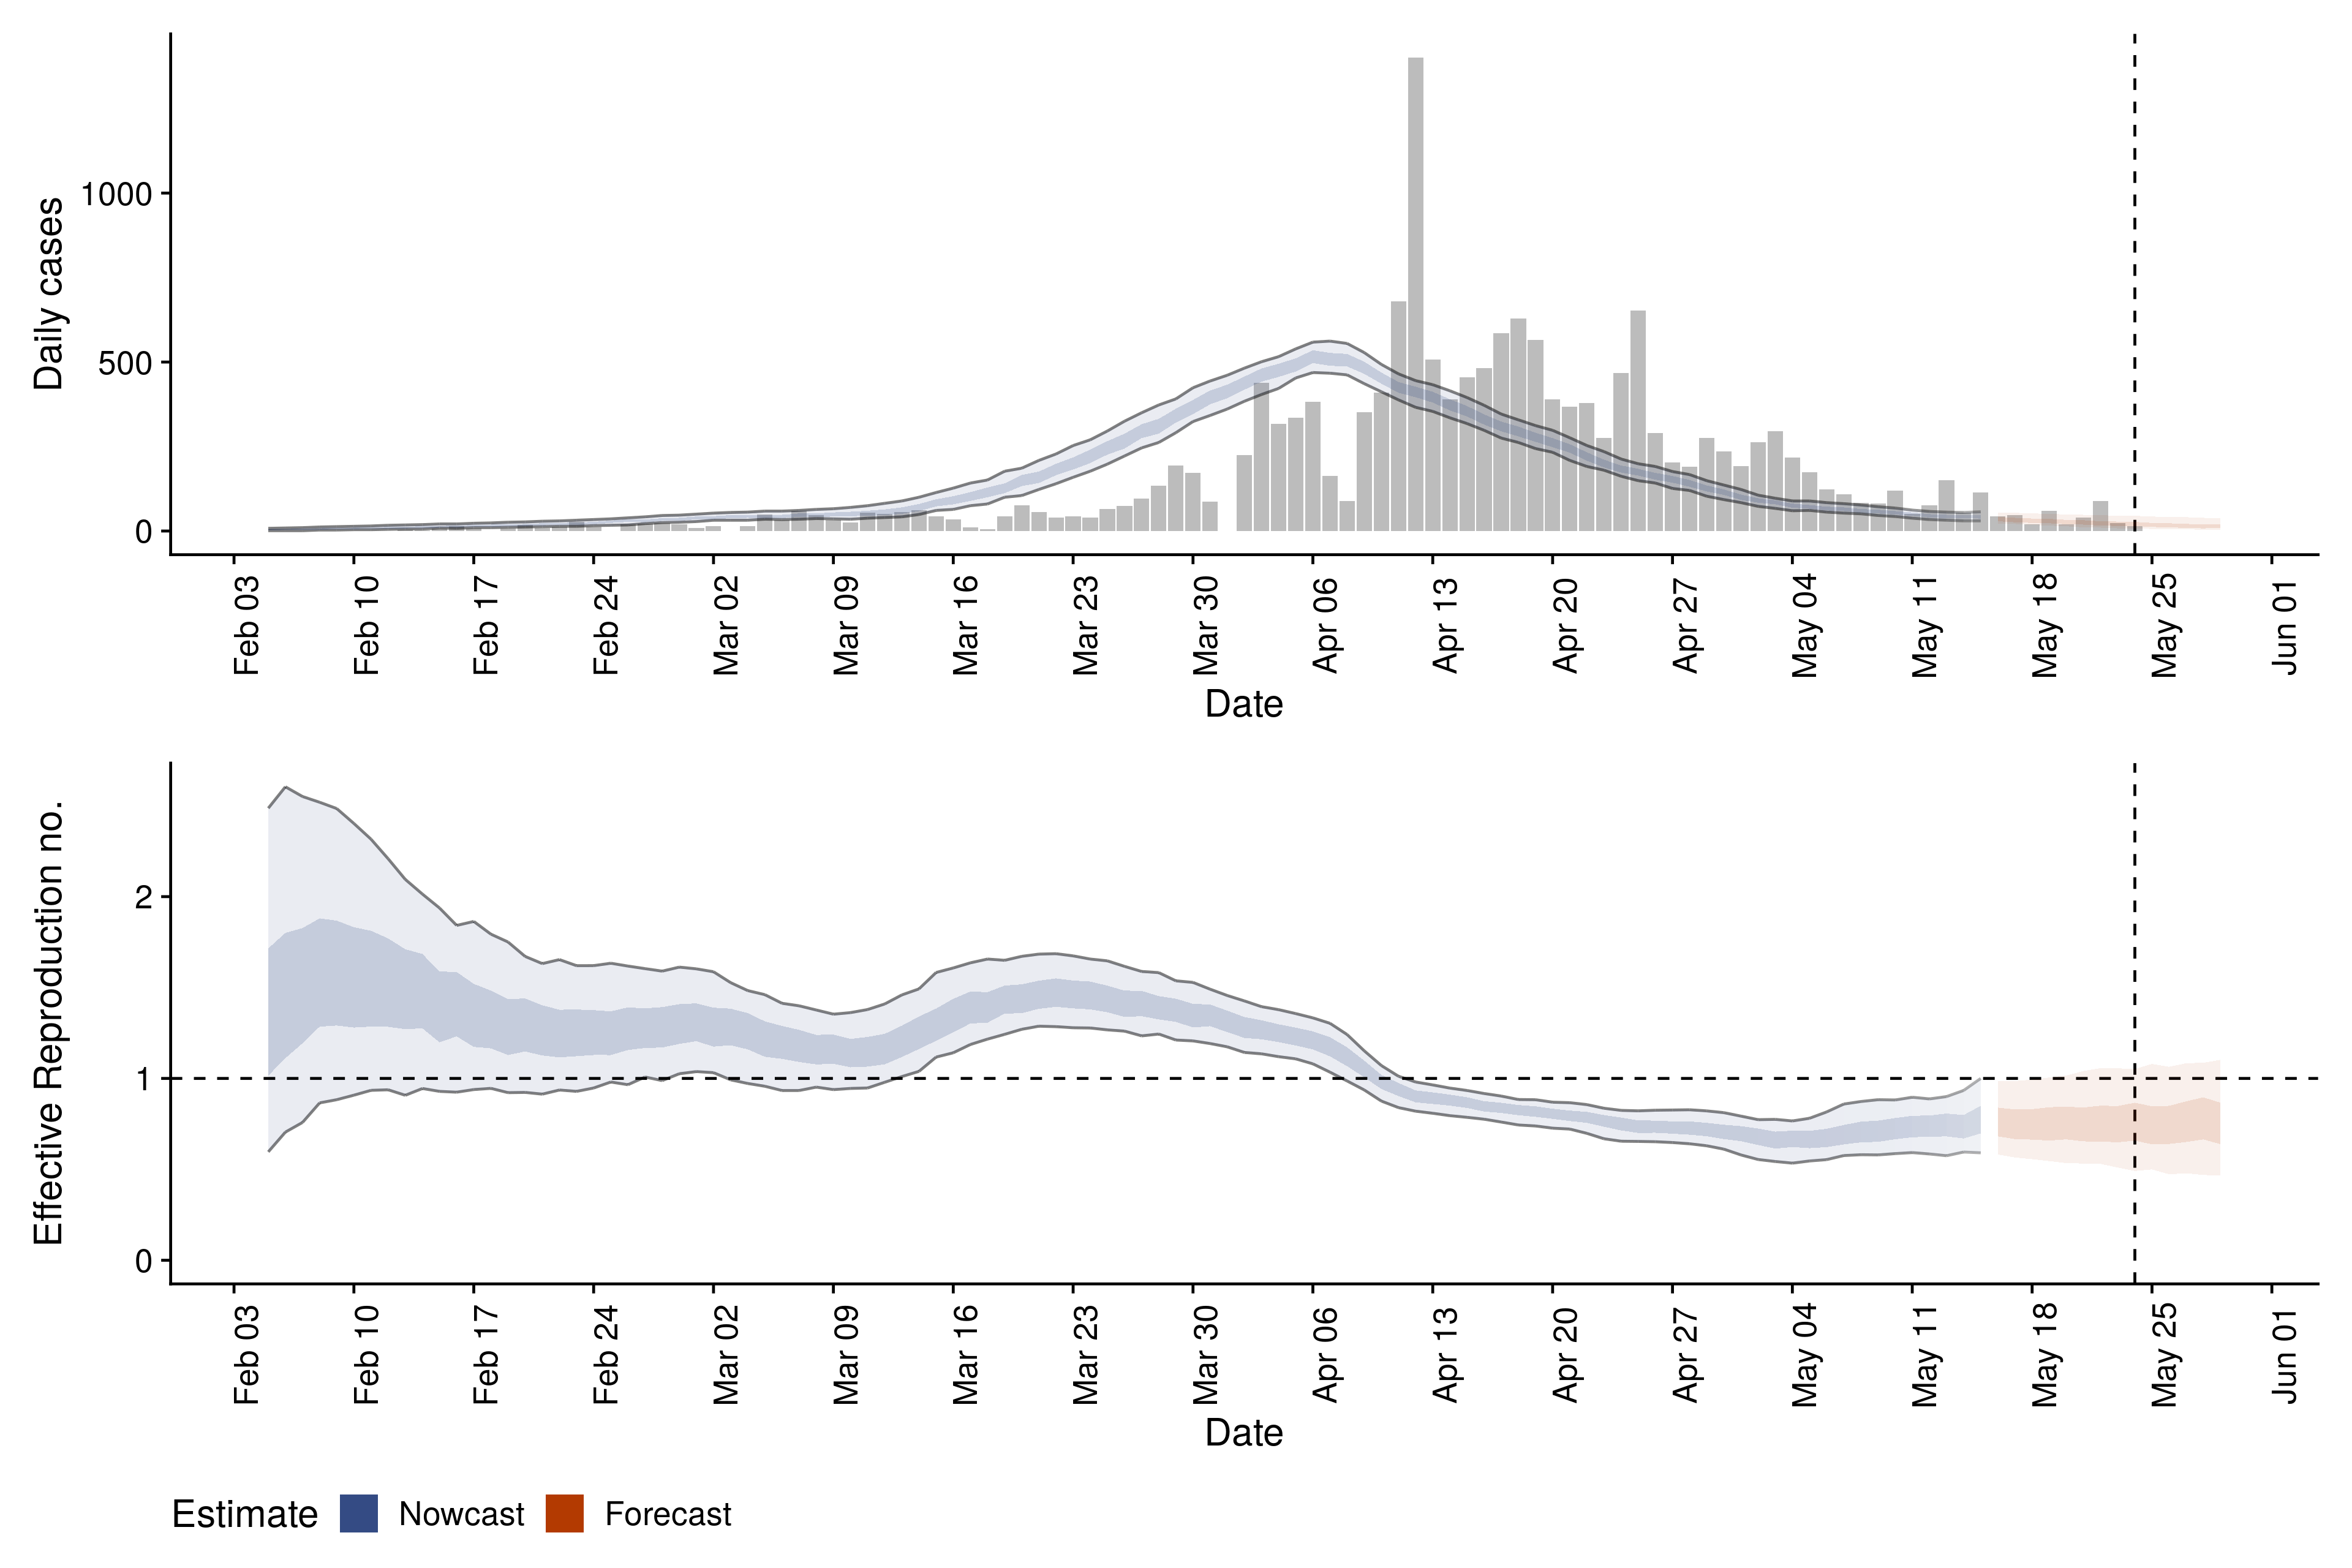 Daily cases
1000
500
0
Feb 03
Feb 10
Feb 17
Feb 24
Mar 02
Mar 09
Mar 16
Mar 23
Mar 30
Apr 06
Apr 13
Apr 20
Apr 27
May 04
May 11
May 18
May 25
Jun 01
Date
Effective Reproduction no.
2
1
0
Feb 03
Feb 10
Feb 17
Feb 24
Mar 02
Mar 09
Mar 16
Mar 23
Mar 30
Apr 06
Apr 13
Apr 20
Apr 27
May 04
May 11
May 18
May 25
Jun 01
Date
Estimate Nowcast Forecast